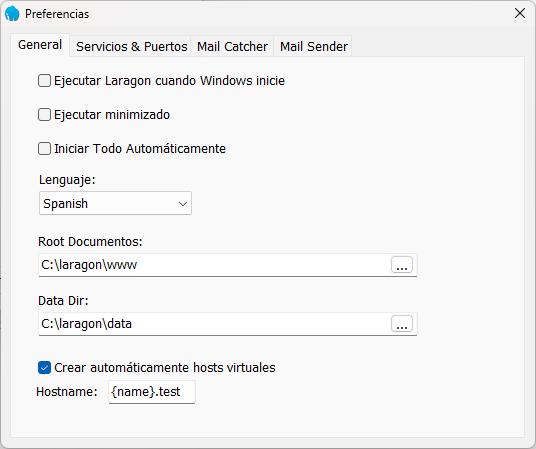 Preferencias
General Servicios & Puertos Mail Catcher Mail Sender
Ejecutar Laragon cuando Windows inicie
Ejecutar minimizado
Iniciar Todo Automáticamente
Lenguaje:
Spanish
Root Documentos:
C:\laragon\www ...
Data Dir:
C:\laragon\data ...
Crear automáticamente hosts virtuales
Hostname: {name}.test